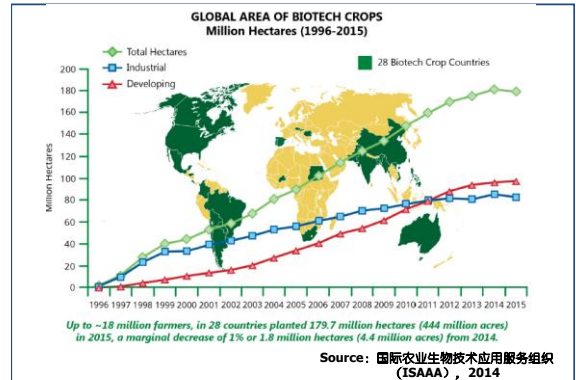 GLOBAL AREA OF BIOTECH CROPS
Million Hectares (1996-2015)
Total Hectares
Industrial
Developing
28 Biotech Crop Countries
Million Hectares
200
180
160
140
120
100
80
60
40
20
0
1996 1997 1998 1999 2000 2001 2002 2003 2004 2005 2006 2007 2008 2009 2010 2011 2012 2013 2014 2015
Up to ~18 million farmers, in 28 countries planted 179.7 million hectares (444 million acres)
in 2015, a marginal decrease of 1% or 1.8 million hectares (4.4 million acres) from 2014.
Source：国际农业生物技术应用服务组织
（ISAAA），2014